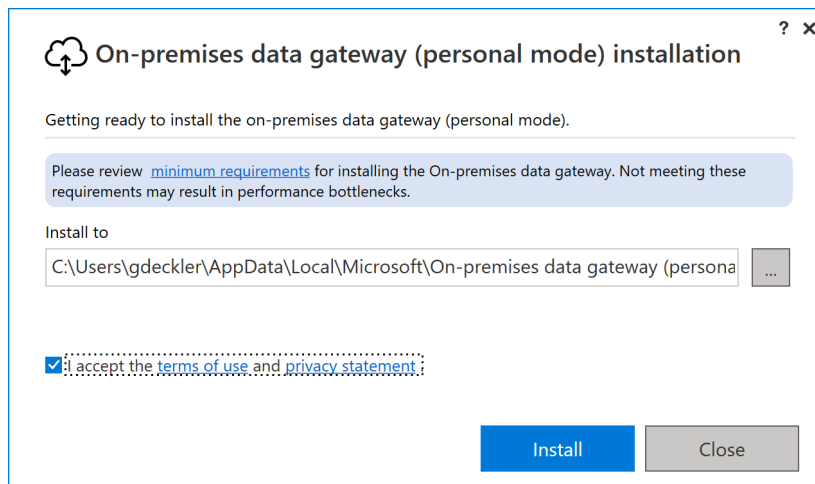 ? ×
On-premises data gateway (personal mode) installation
Getting ready to install the on-premises data gateway (personal mode).
Please review minimum requirements for installing the On-premises data gateway. Not meeting these
requirements may result in performance bottlenecks.
Install to
C:\Users\gdeckler\AppData\Local\Microsoft\On-premises data gateway (persona
...
I accept the terms of use and privacy statement
Install
Close